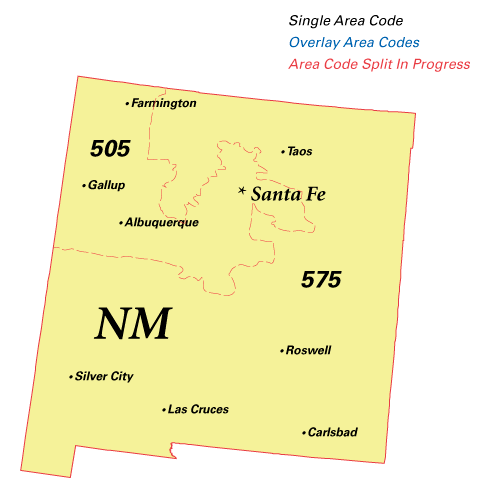 Single Area Code
Overlay Area Codes
Area Code Split In Progress
Farmington
505
Taos
Gallup
Santa Fe
Albuquerque
575
NM
Roswell
Silver City
Las Cruces
Carlsbad